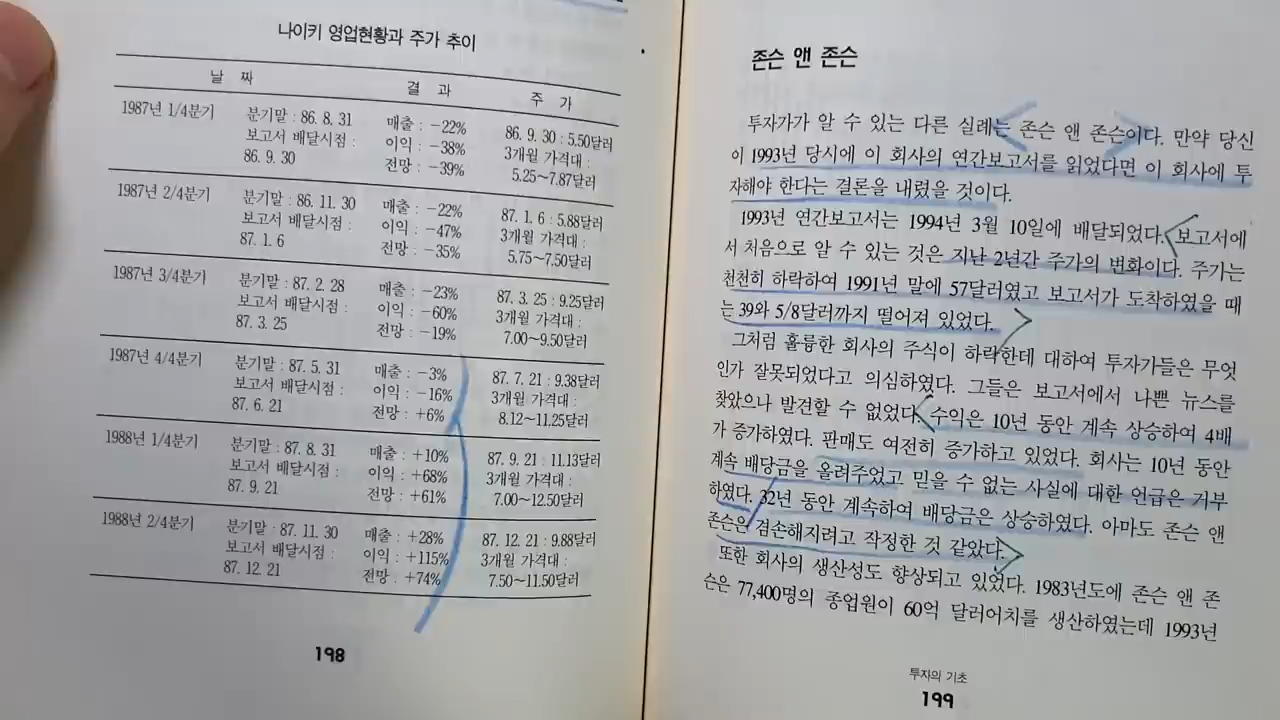 나이키 영업현황과 주가 추이
날 짜 결 과 주 가
1987년 1/4분기 분기말 : 86. 8. 31 매출 : −22% 86. 9. 30 : 5.50달러
보고서 배달시점 : 이익 : −38% 3개월 가격대 :
86. 9. 30 전망 : −39% 5.25~7.87달러
1987년 2/4분기 분기말 : 86. 11. 30 매출 : −22% 87. 1. 6 : 5.88달러
보고서 배달시점 : 이익 : −47% 3개월 가격대 :
87. 1. 6 전망 : −35% 5.75~7.50달러
1987년 3/4분기 분기말 : 87. 2. 28 매출 : −23% 87. 3. 25 : 9.25달러
보고서 배달시점 : 이익 : −60% 3개월 가격대 :
87. 3. 25 전망 : −19% 7.00~9.50달러
1987년 4/4분기 분기말 : 87. 5. 31 매출 : −3% 87. 7. 21 : 9.38달러
보고서 배달시점 : 이익 : −16% 3개월 가격대 :
87. 6. 21 전망 : +6% 8.12~11.25달러
1988년 1/4분기 분기말 : 87. 8. 31 매출 : +10% 87. 9. 21 : 11.13달러
보고서 배달시점 : 이익 : +68% 3개월 가격대 :
87. 9. 21 전망 : +61% 7.00~12.50달러
1988년 2/4분기 분기말 : 87. 11. 30 매출 : +28% 87. 12. 21 : 9.88달러
보고서 배달시점 : 이익 : +115% 3개월 가격대 :
87. 12. 21 전망 : +74% 7.50~11.50달러
198
존슨 앤 존슨
투자가가 알 수 있는 다른 실례는 존슨 앤 존슨이다. 만약 당신
이 1993년 당시에 이 회사의 연간보고서를 읽었다면 이 회사에 투
자해야 한다는 결론을 내렸을 것이다.
1993년 연간보고서는 1994년 3월 10일에 배달되었다. 보고서에
서 처음으로 알 수 있는 것은 지난 2년간 주가의 변화이다. 주가는
천천히 하락하여 1991년 말에 57달러였고 보고서가 도착하였을 때
는 39와 5/8달러까지 떨어져 있었다.
그처럼 훌륭한 회사의 주식이 하락한데 대하여 투자가들은 무엇
인가 잘못되었다고 의심하였다. 그들은 보고서에서 나쁜 뉴스를
찾았으나 발견할 수 없었다. 수익은 10년 동안 계속 상승하여 4배
가 증가하였다. 판매도 여전히 증가하고 있었다. 회사는 10년 동안
계속 배당금을 올려주었고 믿을 수 없는 사실에 대한 언급은 거부
하였다. 32년 동안 계속하여 배당금은 상승하였다. 아마도 존슨 앤
존슨은 겸손해지려고 작정한 것 같았다.
또한 회사의 생산성도 향상되고 있었다. 1983년도에 존슨 앤 존
슨은 77,400명의 종업원이 60억 달러어치를 생산하였는데 1993년
투자의 기초
199